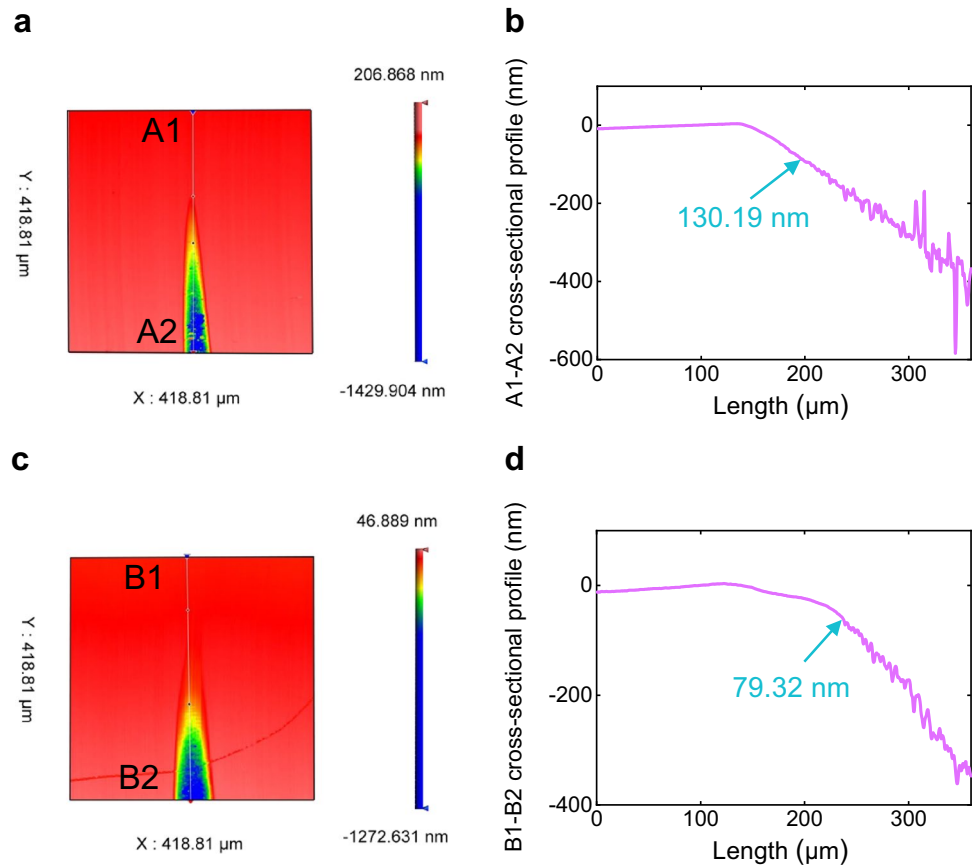 a
206.868 nm
A1
A2
Y : 418.81 µm
X : 418.81 µm
-1429.904 nm
b
A1-A2 cross-sectional profile (nm)
0
-200
-400
-600
130.19 nm
0
100
200
300
Length (µm)
c
46.889 nm
B1
B2
Y : 418.81 µm
X : 418.81 µm
-1272.631 nm
d
B1-B2 cross-sectional profile (nm)
0
-200
-400
79.32 nm
0
100
200
300
Length (µm)